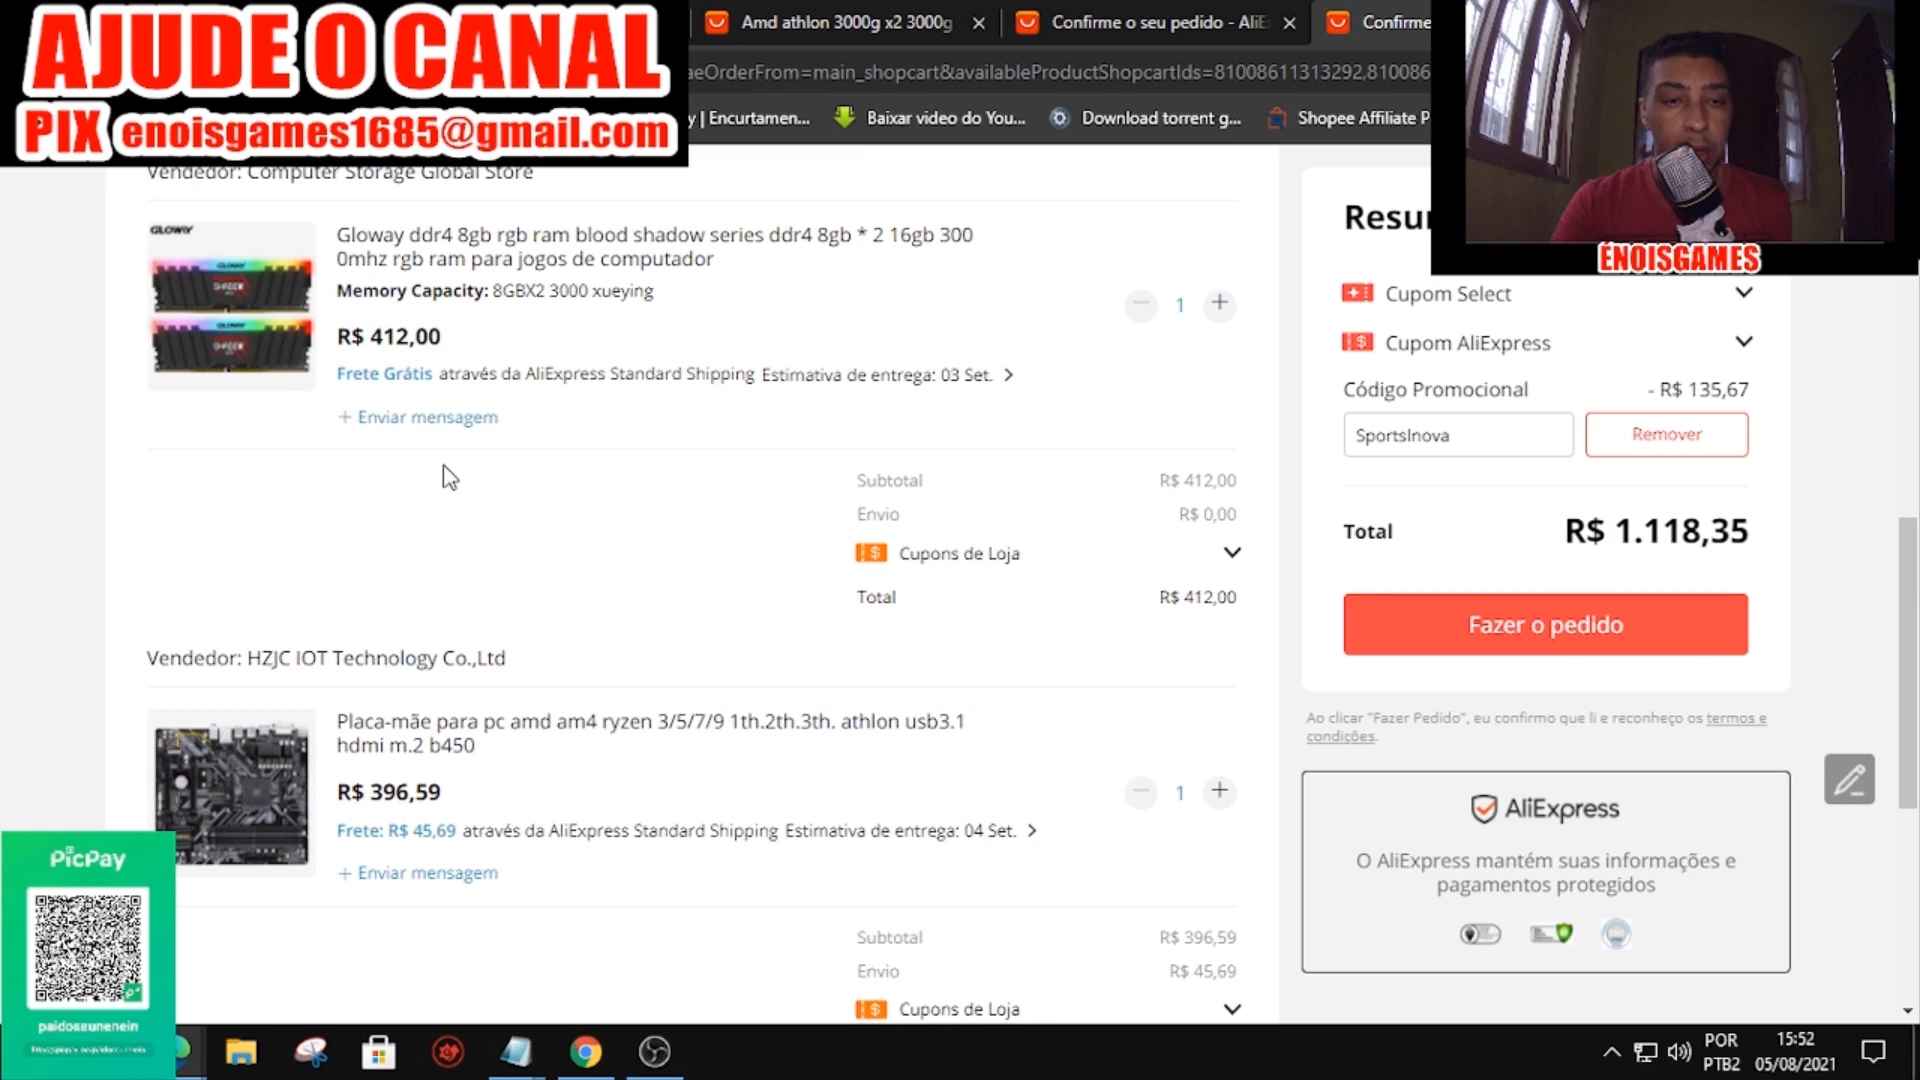 AJUDE O CANAL
PIX enoisgames1685@gmail.com
Amd athlon 3000g x2 3000g
Confirme o seu pedido - AliE
Confirme
aeOrderFrom=main_shopcart&availableProductShopcartIds=81008611313292,810086
y | Encurtamen...
Baixar video do You...
Download torrent g...
Shopee Affiliate P
ÉNOISGAMES
Vendedor: Computer Storage Global Store
GLOWAY
Gloway ddr4 8gb rgb ram blood shadow series ddr4 8gb * 2 16gb 300
0mhz rgb ram para jogos de computador
Memory Capacity: 8GBX2 3000 xueying
R$ 412,00
Frete Grátis através da AliExpress Standard Shipping Estimativa de entrega: 03 Set.
+ Enviar mensagem
1
Subtotal R$ 412,00
Envio R$ 0,00
Cupons de Loja
Total R$ 412,00
Vendedor: HZJC IOT Technology Co.,Ltd
Placa-mãe para pc amd am4 ryzen 3/5/7/9 1th.2th.3th. athlon usb3.1
hdmi m.2 b450
R$ 396,59
Frete: R$ 45,69 através da AliExpress Standard Shipping Estimativa de entrega: 04 Set.
+ Enviar mensagem
1
Subtotal R$ 396,59
Envio R$ 45,69
Cupons de Loja
Resu
Cupom Select
Cupom AliExpress
Código Promocional - R$ 135,67
SportsInova
Remover
Total R$ 1.118,35
Fazer o pedido
Ao clicar "Fazer Pedido", eu confirmo que li e reconheço os termos e
condições.
AliExpress
O AliExpress mantém suas informações e
pagamentos protegidos
PicPay
paidoseunenein
POR
PTB2
15:52
05/08/2021